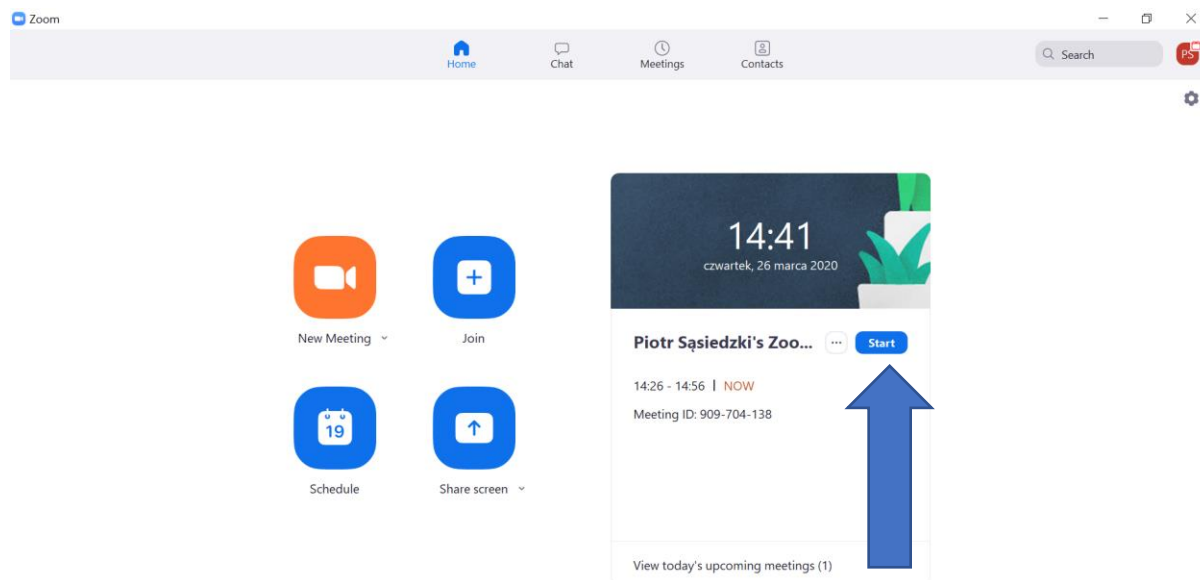 Zoom
Home
Chat
Meetings
Contacts
Search
PS
14:41
czwartek, 26 marca 2020
New Meeting
Join
Piotr Sąsiedzki's Zoo... ... Start
14:26 - 14:56 | NOW
Meeting ID: 909-704-138
19
Schedule
Share screen
View today's upcoming meetings (1)